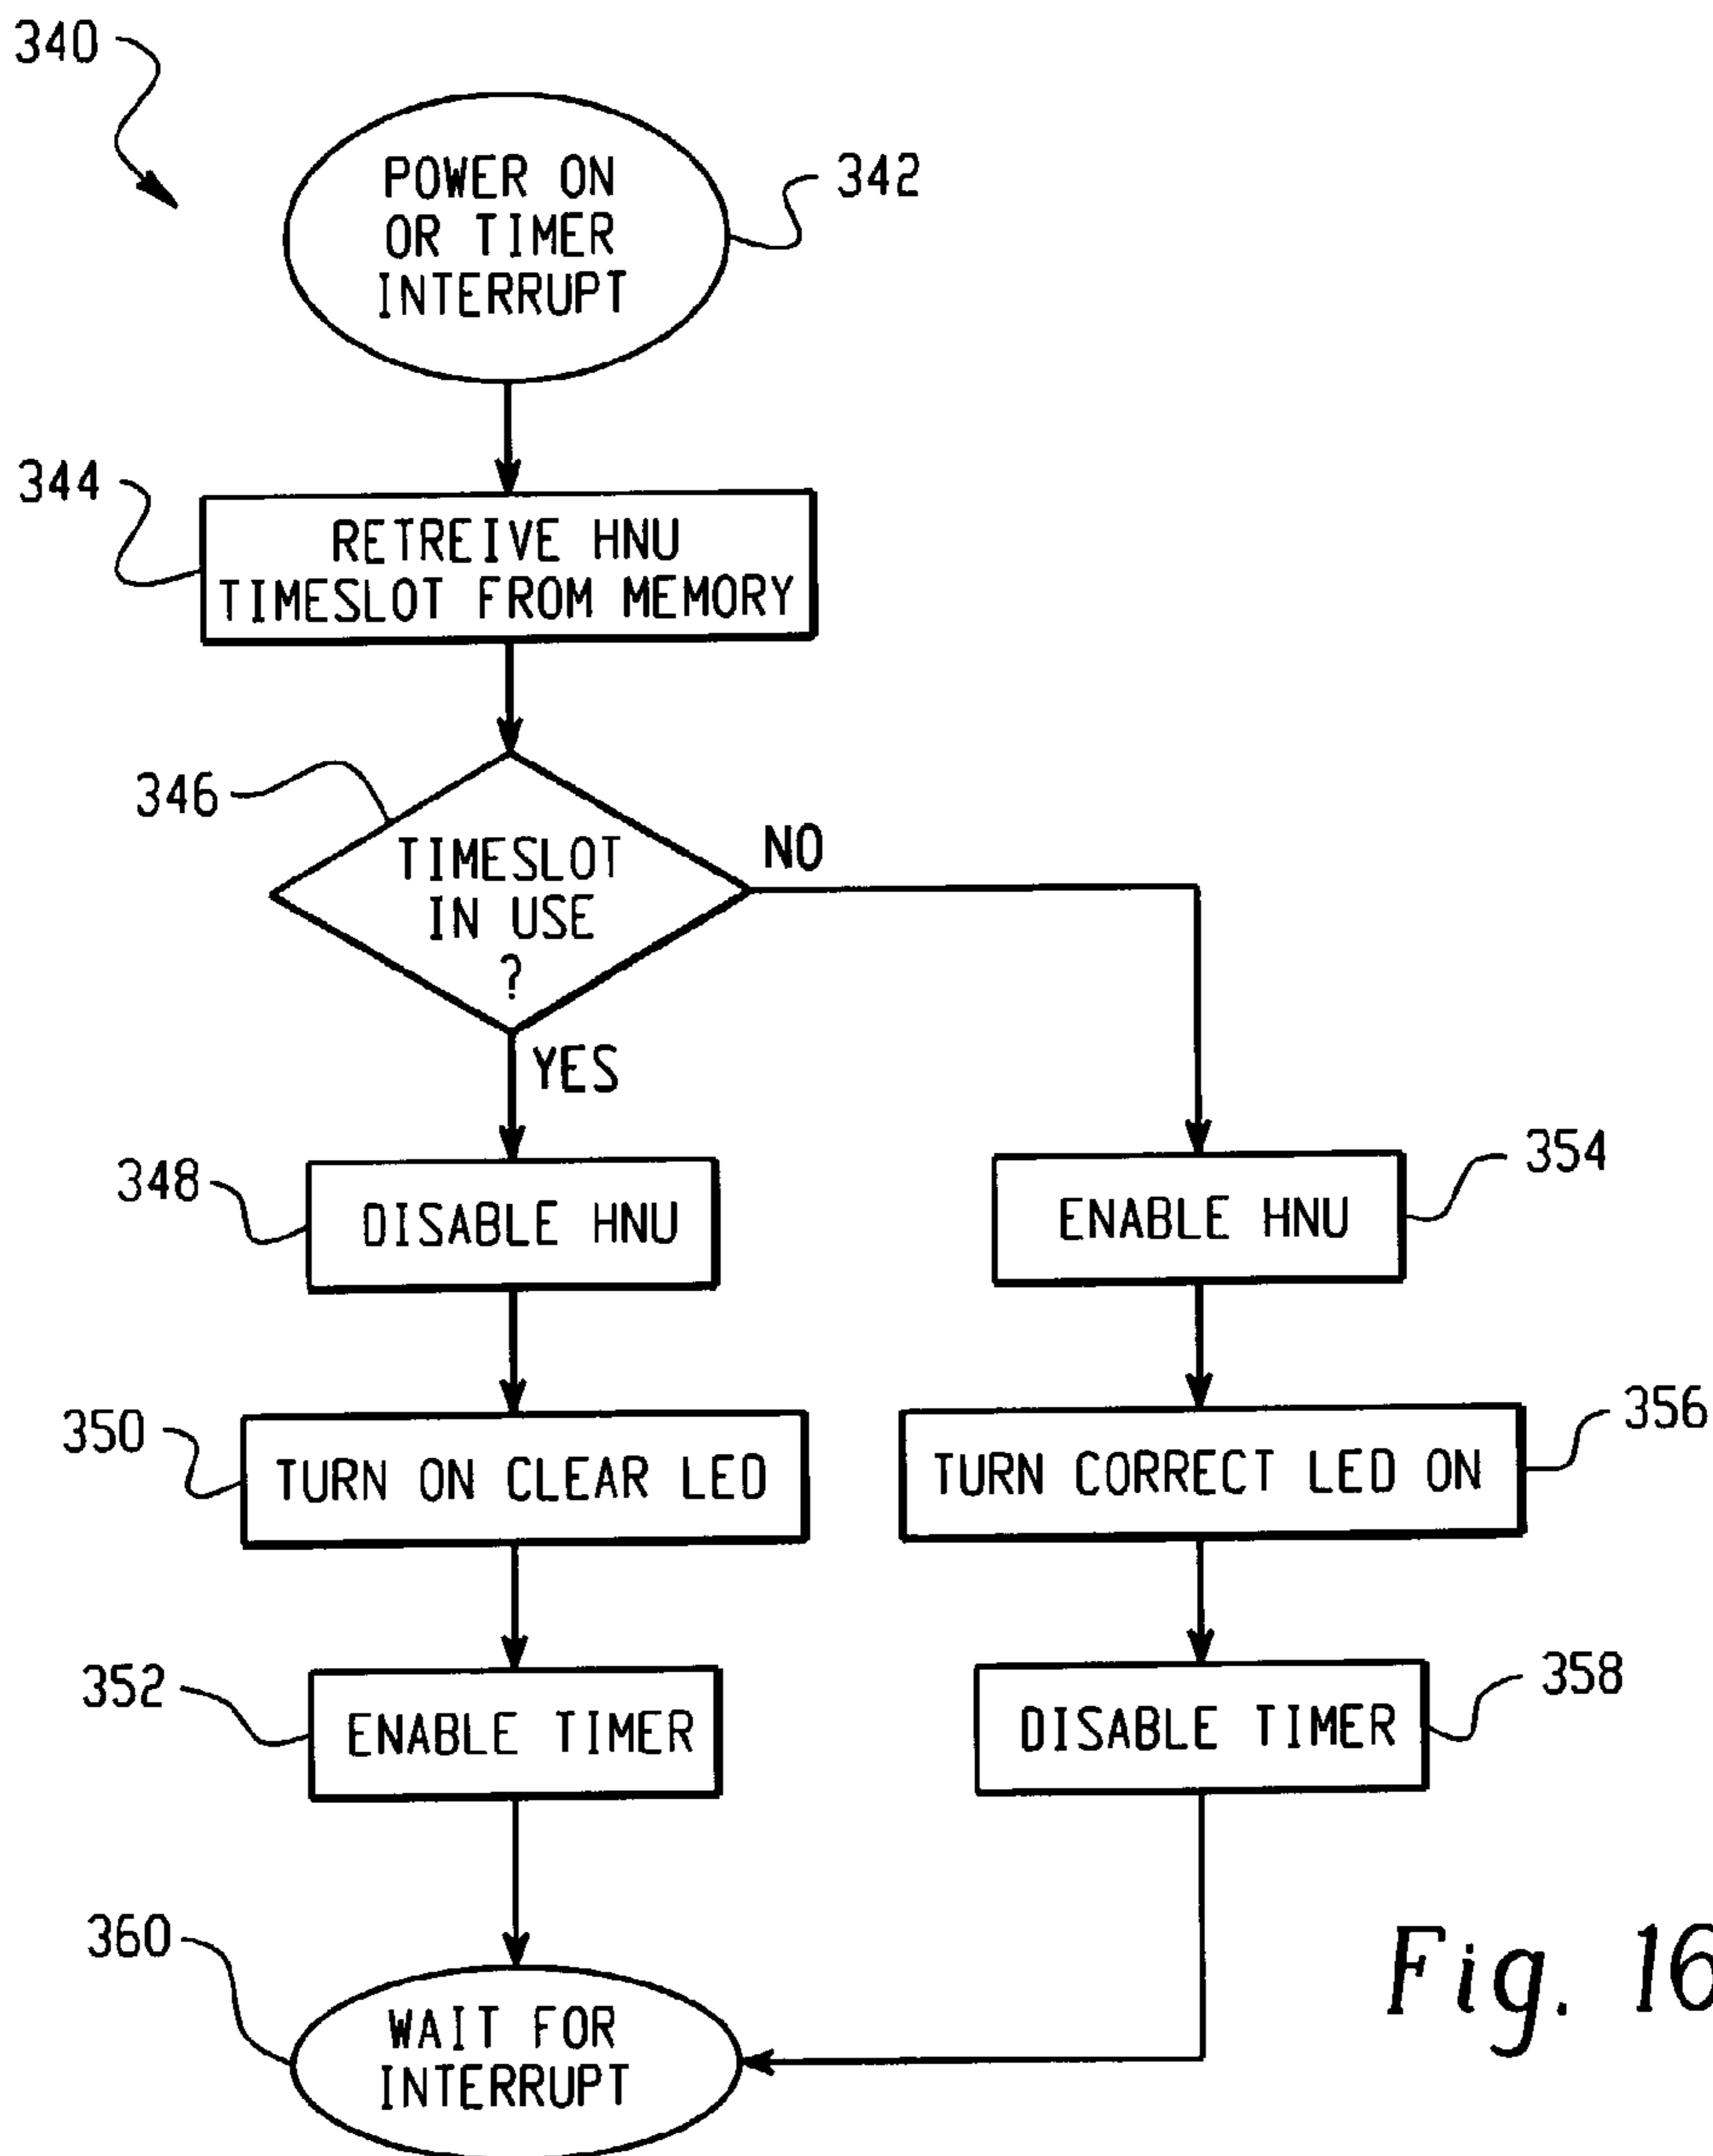 340
POWER ON
OR TIMER
INTERRUPT
342
344
RETREIVE HNU
TIMESLOT FROM MEMORY
346
TIMESLOT
IN USE
?
NO
YES
348
DISABLE HNU
354
ENABLE HNU
350
TURN ON CLEAR LED
356
TURN CORRECT LED ON
352
ENABLE TIMER
358
DISABLE TIMER
360
WAIT FOR
INTERRUPT
Fig. 16